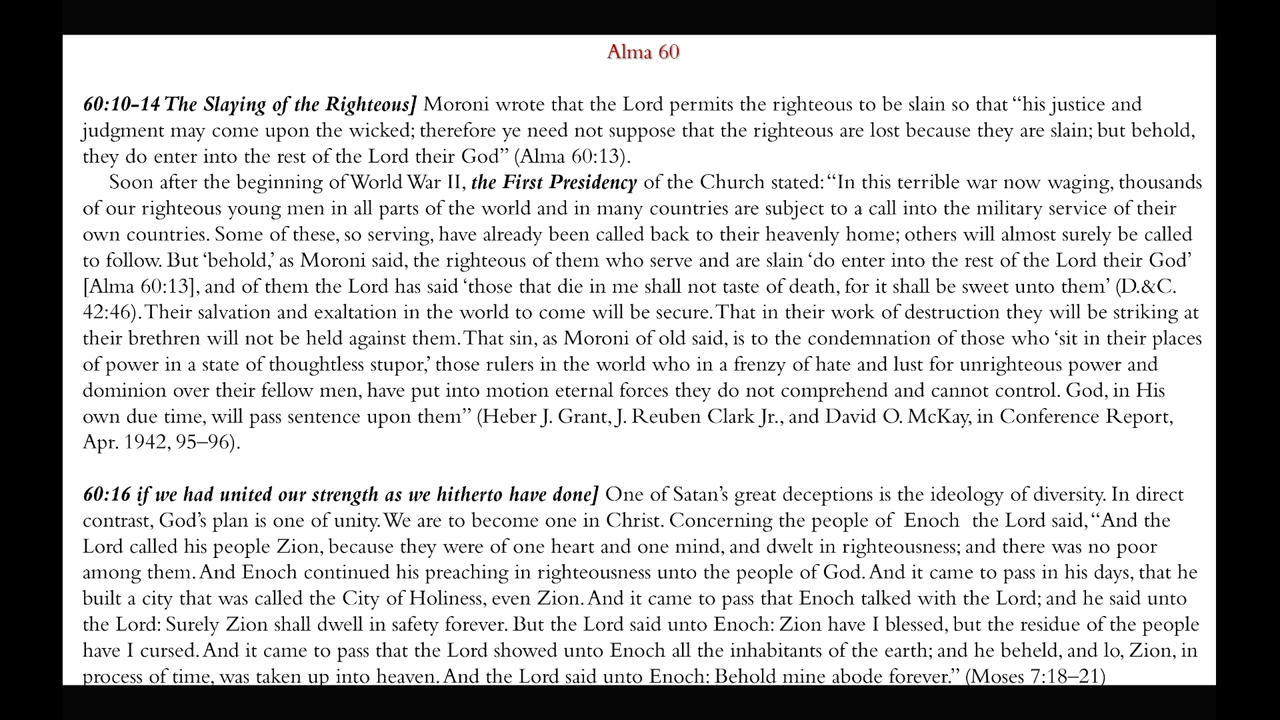 Alma 60
60:10-14 The Slaying of the Righteous] Moroni wrote that the Lord permits the righteous to be slain so that “his justice and
judgment may come upon the wicked; therefore ye need not suppose that the righteous are lost because they are slain; but behold,
they do enter into the rest of the Lord their God” (Alma 60:13).
Soon after the beginning of World War II, the First Presidency of the Church stated: “In this terrible war now waging, thousands
of our righteous young men in all parts of the world and in many countries are subject to a call into the military service of their
own countries. Some of these, so serving, have already been called back to their heavenly home; others will almost surely be called
to follow. But ‘behold,’ as Moroni said, the righteous of them who serve and are slain ‘do enter into the rest of the Lord their God’
[Alma 60:13], and of them the Lord has said ‘those that die in me shall not taste of death, for it shall be sweet unto them’ (D.&C.
42:46). Their salvation and exaltation in the world to come will be secure. That in their work of destruction they will be striking at
their brethren will not be held against them. That sin, as Moroni of old said, is to the condemnation of those who ‘sit in their places
of power in a state of thoughtless stupor,’ those rulers in the world who in a frenzy of hate and lust for unrighteous power and
dominion over their fellow men, have put into motion eternal forces they do not comprehend and cannot control. God, in His
own due time, will pass sentence upon them” (Heber J. Grant, J. Reuben Clark Jr., and David O. McKay, in Conference Report,
Apr. 1942, 95–96).
60:16 if we had united our strength as we hitherto have done] One of Satan’s great deceptions is the ideology of diversity. In direct
contrast, God’s plan is one of unity. We are to become one in Christ. Concerning the people of Enoch the Lord said, “And the
Lord called his people Zion, because they were of one heart and one mind, and dwelt in righteousness; and there was no poor
among them. And Enoch continued his preaching in righteousness unto the people of God. And it came to pass in his days, that he
built a city that was called the City of Holiness, even Zion. And it came to pass that Enoch talked with the Lord; and he said unto
the Lord: Surely Zion shall dwell in safety forever. But the Lord said unto Enoch: Zion have I blessed, but the residue of the people
have I cursed. And it came to pass that the Lord showed unto Enoch all the inhabitants of the earth; and he beheld, and lo, Zion, in
process of time, was taken up into heaven. And the Lord said unto Enoch: Behold mine abode forever.” (Moses 7:18–21)